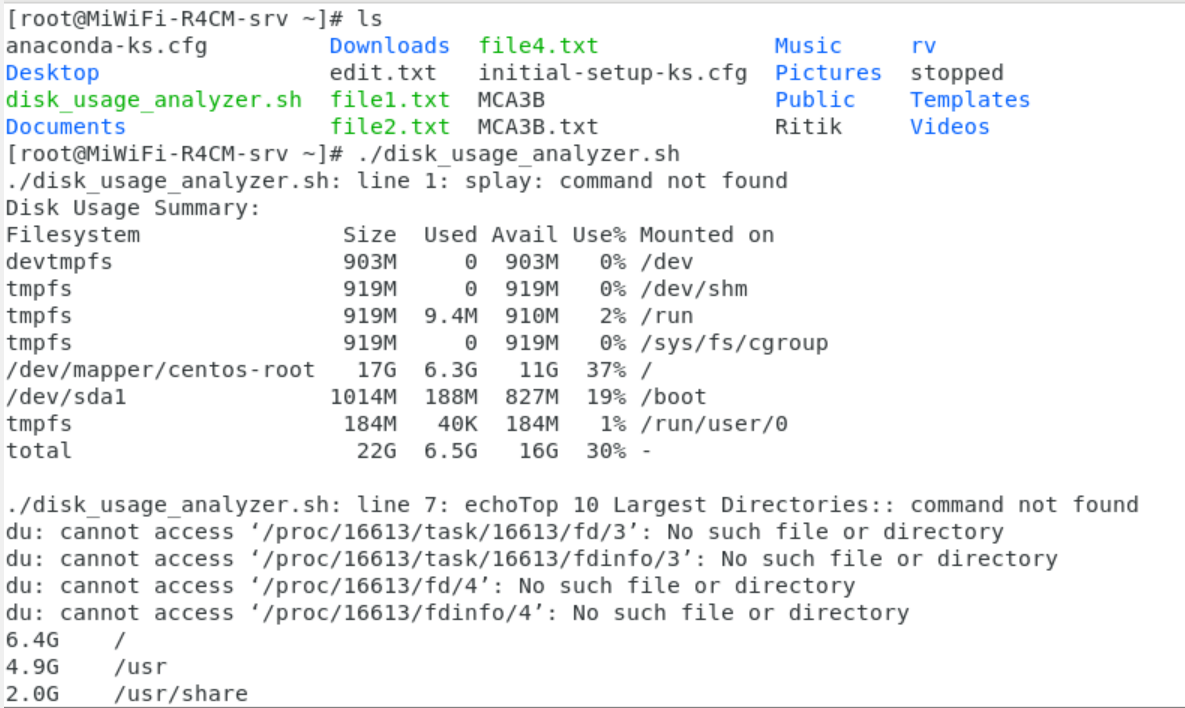 [root@MiWiFi-R4CM-srv ~]# ls
anaconda-ks.cfg         Downloads  file4.txt             Music     rv
Desktop                 edit.txt   initial-setup-ks.cfg  Pictures  stopped
disk_usage_analyzer.sh  file1.txt  MCA3B                 Public    Templates
Documents               file2.txt  MCA3B.txt             Ritik     Videos
[root@MiWiFi-R4CM-srv ~]# ./disk_usage_analyzer.sh
./disk_usage_analyzer.sh: line 1: splay: command not found
Disk Usage Summary:
Filesystem               Size  Used Avail Use% Mounted on
devtmpfs                 903M     0  903M   0% /dev
tmpfs                    919M     0  919M   0% /dev/shm
tmpfs                    919M  9.4M  910M   2% /run
tmpfs                    919M     0  919M   0% /sys/fs/cgroup
/dev/mapper/centos-root   17G  6.3G   11G  37% /
/dev/sda1               1014M  188M  827M  19% /boot
tmpfs                    184M   40K  184M   1% /run/user/0
total                     22G  6.5G   16G  30% -
./disk_usage_analyzer.sh: line 7: echoTop 10 Largest Directories:: command not found
du: cannot access ‘/proc/16613/task/16613/fd/3’: No such file or directory
du: cannot access ‘/proc/16613/task/16613/fdinfo/3’: No such file or directory
du: cannot access ‘/proc/16613/fd/4’: No such file or directory
du: cannot access ‘/proc/16613/fdinfo/4’: No such file or directory
6.4G    /
4.9G    /usr
2.0G    /usr/share